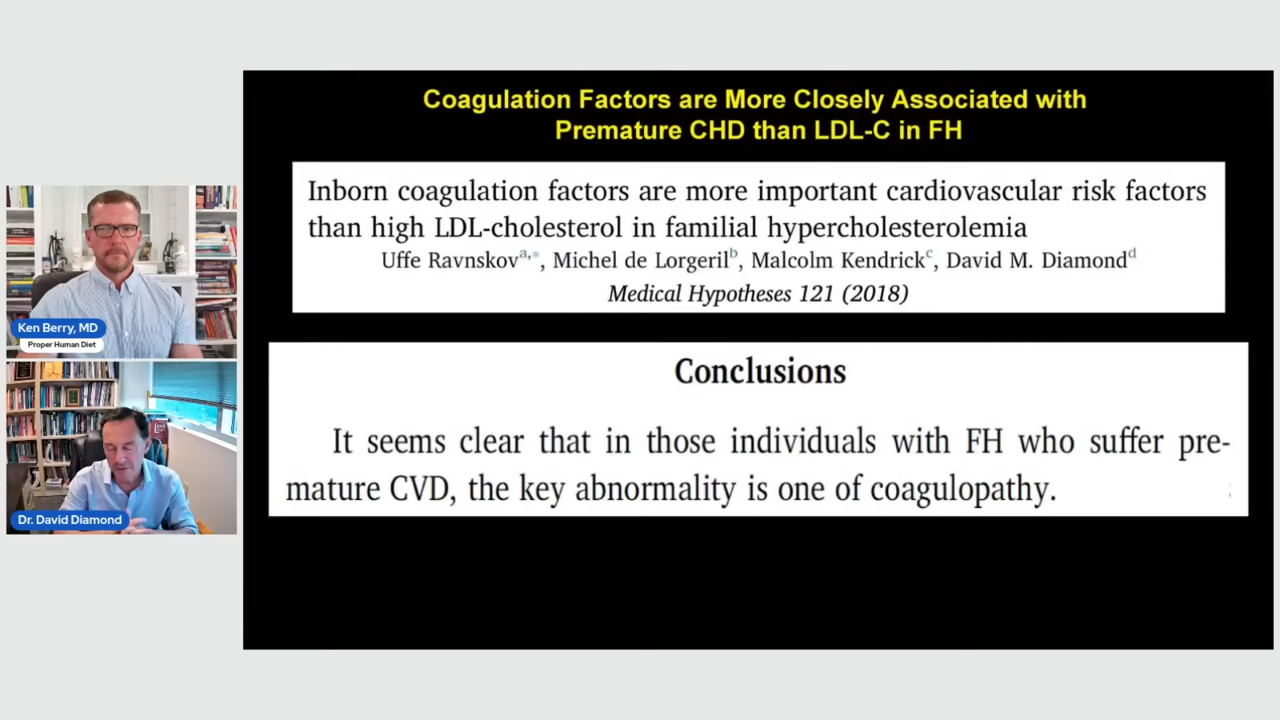 Coagulation Factors are More Closely Associated with
Premature CHD than LDL-C in FH
Inborn coagulation factors are more important cardiovascular risk factors
than high LDL-cholesterol in familial hypercholesterolemia
Uffe Ravnskov a,*, Michel de Lorgeril b, Malcolm Kendrick c, David M. Diamond d
Medical Hypotheses 121 (2018)
Ken Berry, MD
Proper Human Diet
Conclusions
It seems clear that in those individuals with FH who suffer pre-
mature CVD, the key abnormality is one of coagulopathy.
Dr. David Diamond